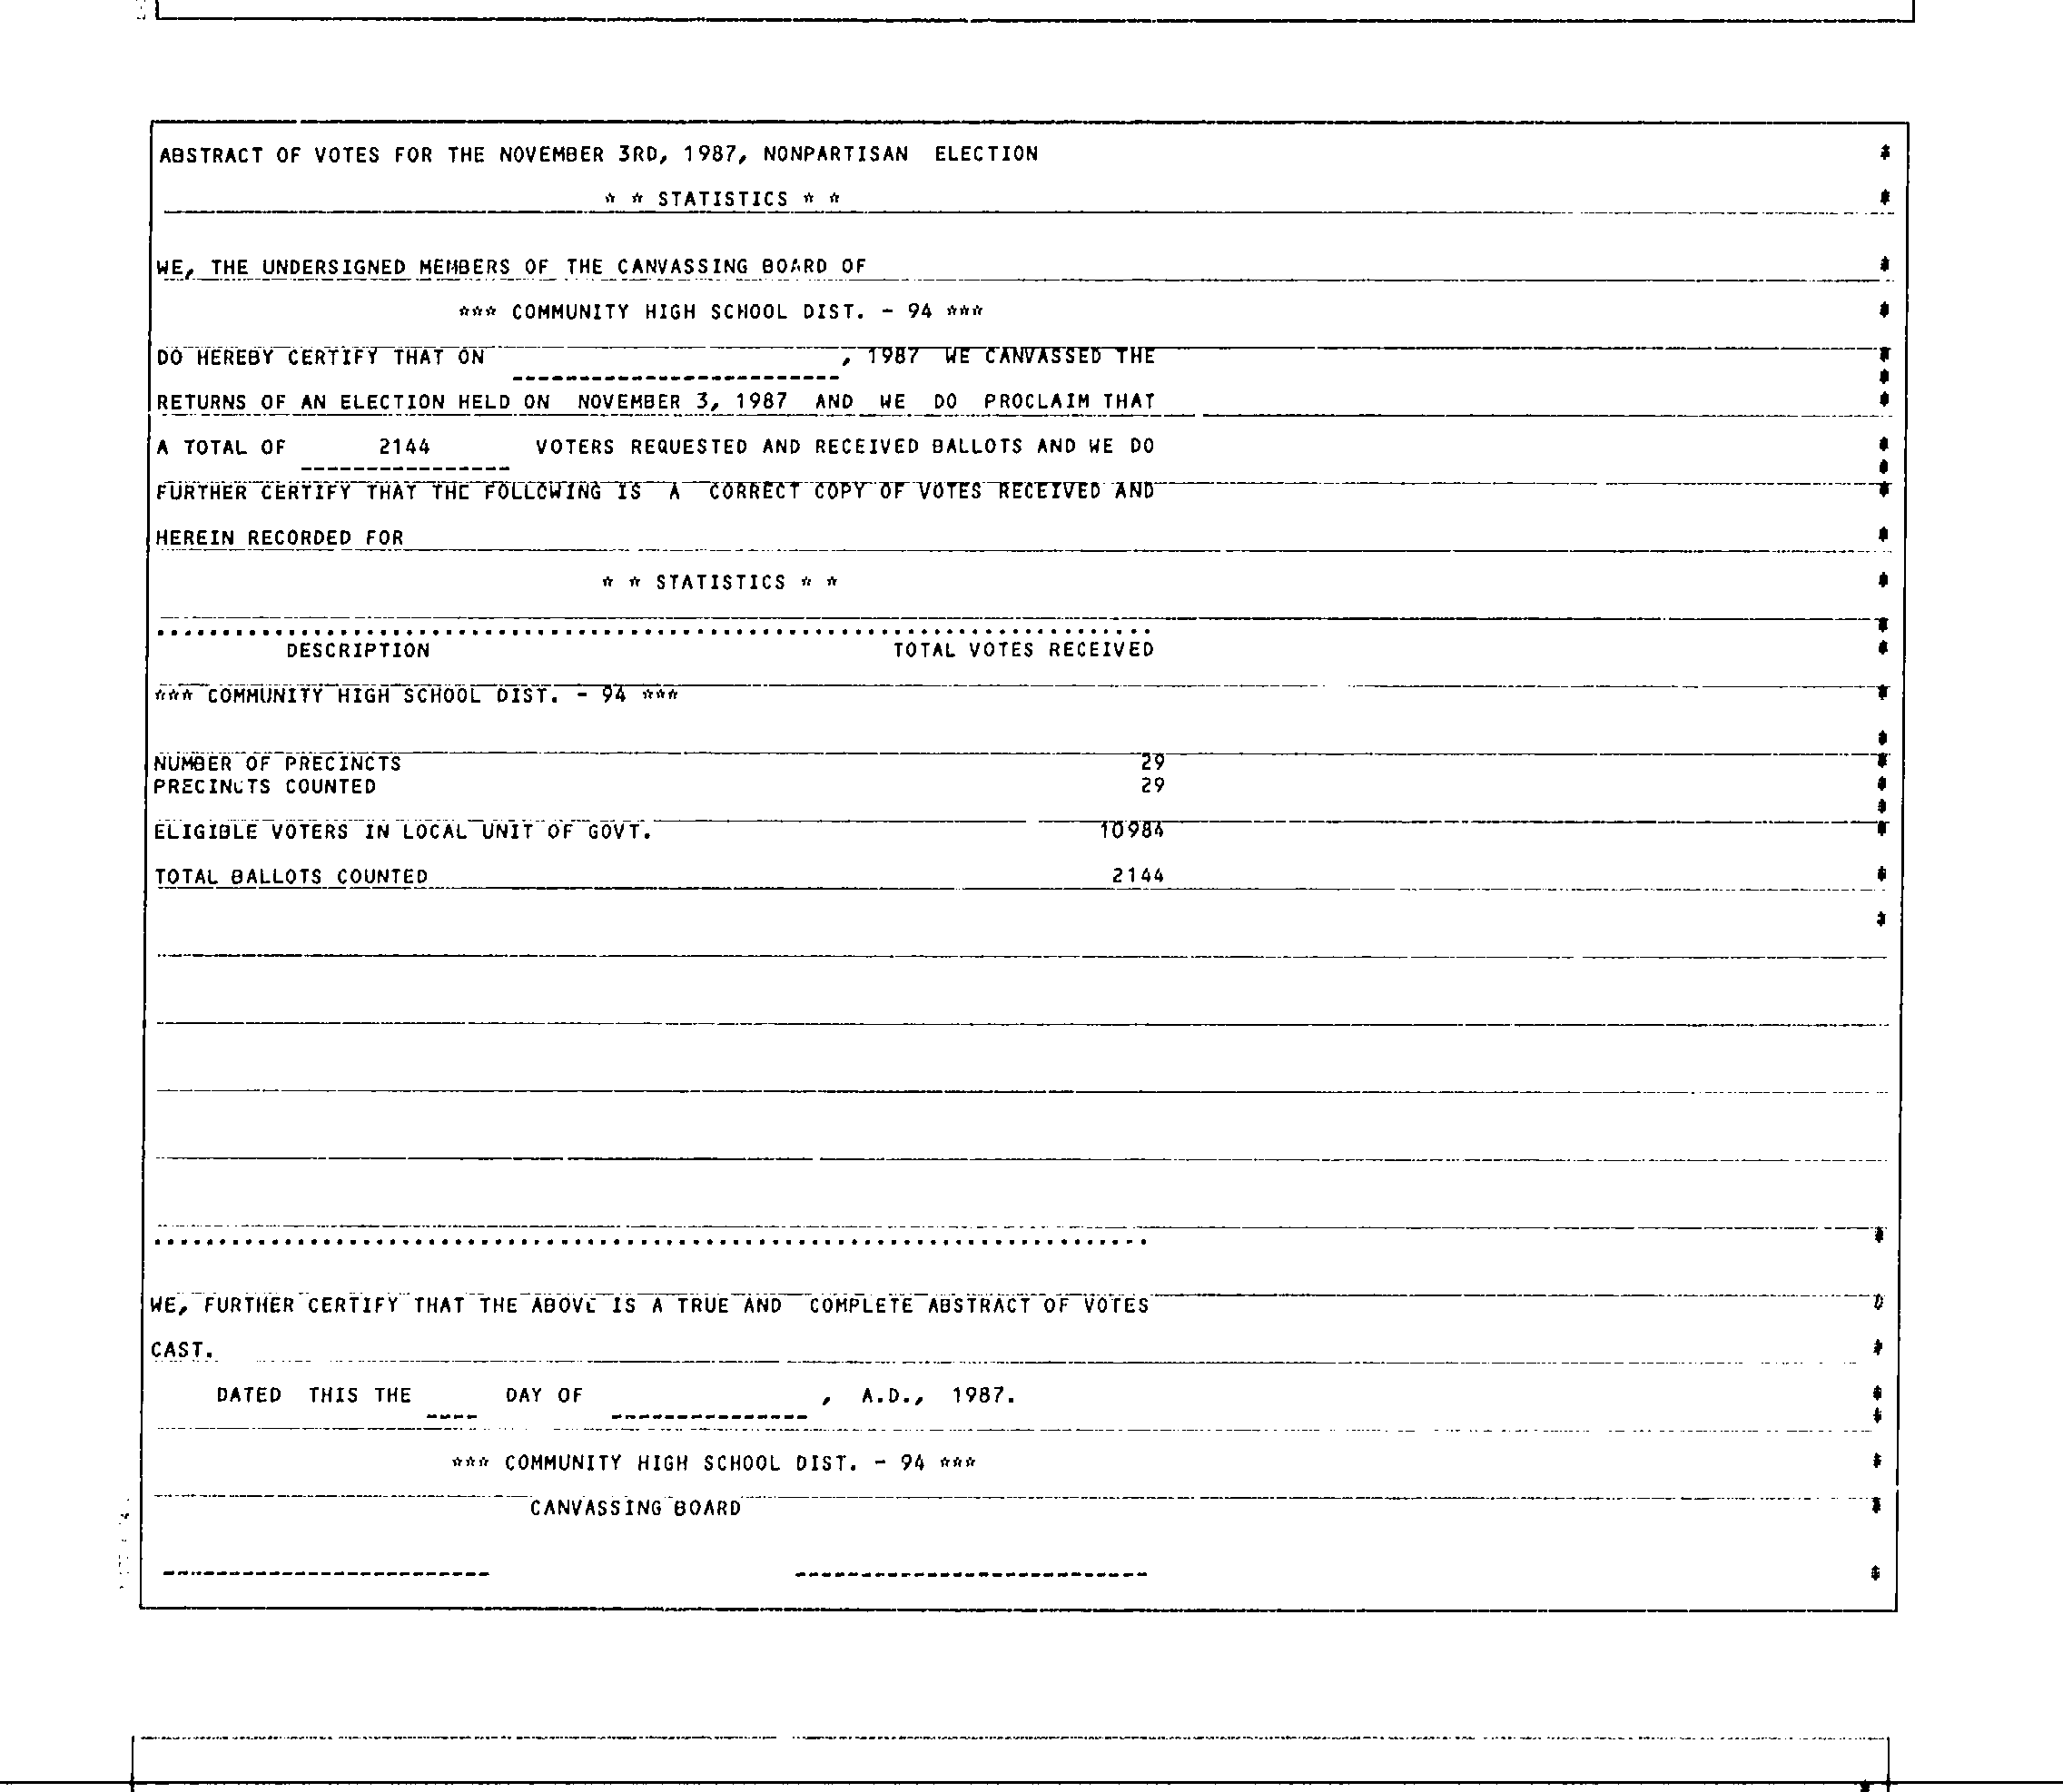 ABSTRACT OF VOTES FOR THE NOVEMBER 3RD, 1987, NONPARTISAN ELECTION
* * STATISTICS * *
WE, THE UNDERSIGNED MEMBERS OF THE CANVASSING BOARD OF
*** COMMUNITY HIGH SCHOOL DIST. - 94 ***
DO HEREBY CERTIFY THAT ON , 1987 WE CANVASSED THE
RETURNS OF AN ELECTION HELD ON NOVEMBER 3, 1987 AND WE DO PROCLAIM THAT
A TOTAL OF 2144 VOTERS REQUESTED AND RECEIVED BALLOTS AND WE DO
FURTHER CERTIFY THAT THE FOLLOWING IS A CORRECT COPY OF VOTES RECEIVED AND
HEREIN RECORDED FOR
* * STATISTICS * *
DESCRIPTION TOTAL VOTES RECEIVED
*** COMMUNITY HIGH SCHOOL DIST. - 94 ***
NUMBER OF PRECINCTS 29
PRECINCTS COUNTED 29
ELIGIBLE VOTERS IN LOCAL UNIT OF GOVT. 10984
TOTAL BALLOTS COUNTED 2144
WE, FURTHER CERTIFY THAT THE ABOVE IS A TRUE AND COMPLETE ABSTRACT OF VOTES
CAST.
DATED THIS THE ---- DAY OF --------------- , A.D., 1987.
*** COMMUNITY HIGH SCHOOL DIST. - 94 ***
CANVASSING BOARD